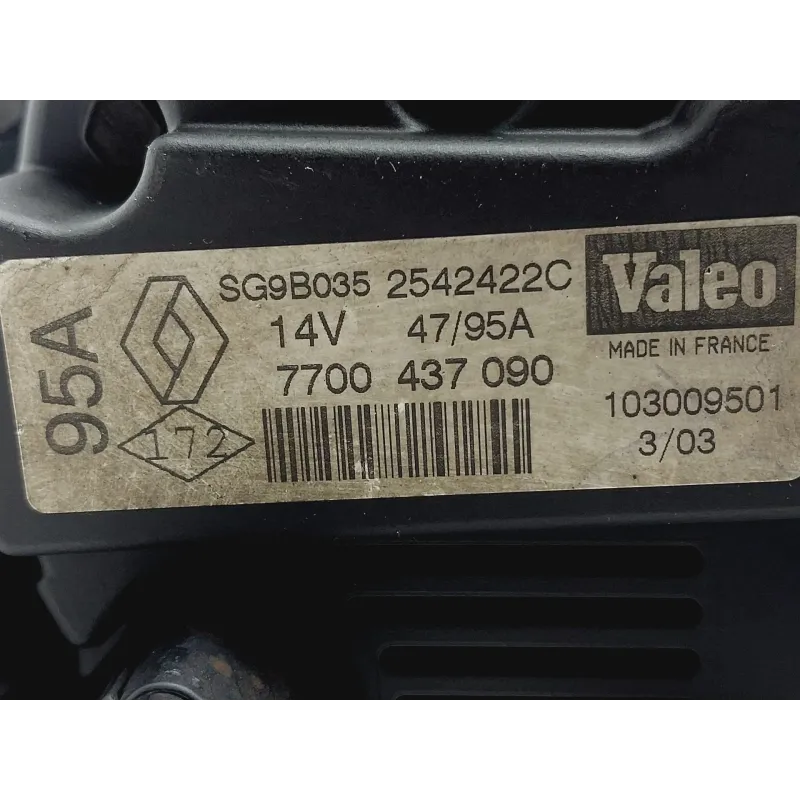 95A
SG9B035 2542422C
14V 47/95A
7700 437 090
172
Valeo
MADE IN FRANCE
103009501
3/03